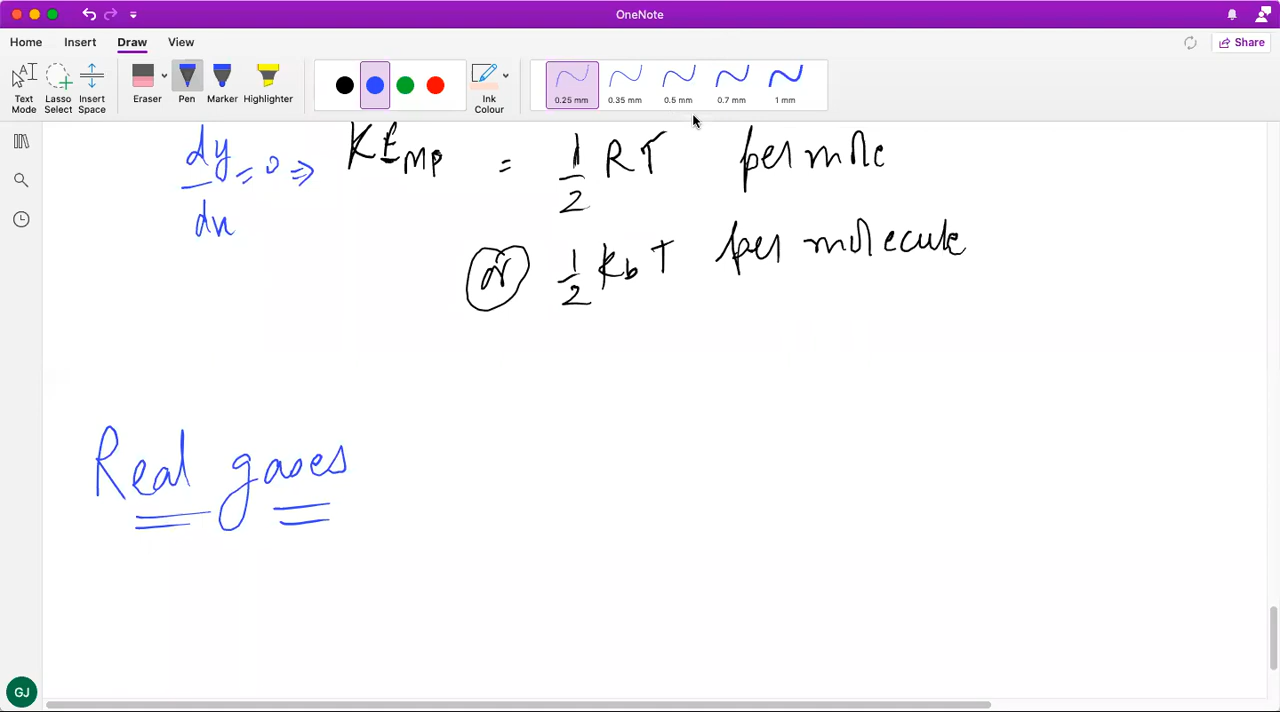 OneNote
Home Insert Draw View Share
Text Mode Lasso Select Insert Space Eraser Pen Marker Highlighter Ink Colour 0.25 mm 0.35 mm 0.5 mm 0.7 mm 1 mm
dy/dx = 0 ⇒ KE_MP = 1/2 RT per mole
or 1/2 K_b T per molecule
Real gases
GJ